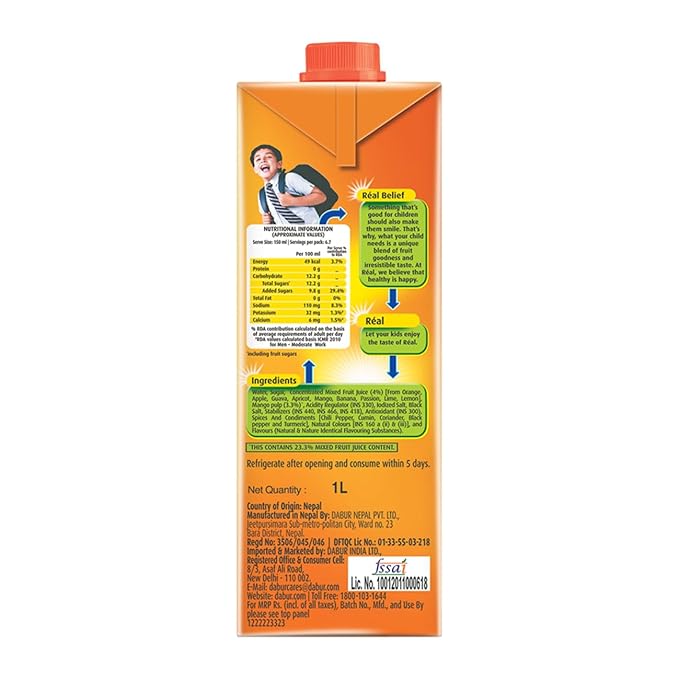 Réal Belief
Something that's
good for children
should also make
them smile. That's
why, what your child
needs is a unique
blend of fruit
goodness and
irresistible taste. At
Réal, we believe that
healthy is happy.
NUTRITIONAL INFORMATION
(APPROXIMATE VALUES)
Serve Size: 150 ml | Servings per pack: 6.7
Per 100 ml Per Serve % contribution to RDA
Energy 49 kcal 3.7%
Protein 0 g _
Carbohydrate 12.2 g _
Total Sugars* 12.2 g _
Added Sugars 9.8 g 29.4%
Total Fat 0 g 0%
Sodium 110 mg 8.3%
Potassium 32 mg 1.3%*
Calcium 6 mg 1.5%*
% RDA contribution calculated on the basis
of average requirements of adult per day
*RDA values calculated basis ICMR 2010
for Men - Moderate Work
*including fruit sugars
Réal
Let your kids enjoy
the taste of Réal.
Ingredients
Water, Sugar, Concentrated Mixed Fruit Juice (4%) [From Orange,
Apple, Guava, Apricot, Mango, Banana, Passion, Lime, Lemon],
Mango pulp (3.3%), Acidity Regulator (INS 330), Iodized Salt, Black
Salt, Stabilizers (INS 440, INS 466, INS 418), Antioxidant (INS 300),
Spices And Condiments [Chili Pepper, Cumin, Coriander, Black
pepper and Turmeric], Natural Colours [INS 160 a (ii) & (iii)], and
Flavours (Natural & Nature Identical Flavouring Substances).
THIS CONTAINS 23.3% MIXED FRUIT JUICE CONTENT.
Refrigerate after opening and consume within 5 days.
Net Quantity : 1L
Country of Origin: Nepal
Manufactured in Nepal By: DABUR NEPAL PVT. LTD.,
Jeetpursimara Sub-metro-politan City, Ward no. 23
Bara District, Nepal.
Regd No: 3506/045/046 | DFTQC Lic No.: 01-33-55-03-218
Imported & Marketed by: DABUR INDIA LTD.,
Registered Office & Consumer Cell:
8/3, Asaf Ali Road,
New Delhi - 110 002.
E-mail: daburcares@dabur.com
Website: dabur.com | Toll Free: 1800-103-1644
For MRP Rs. (incl. of all taxes), Batch No., Mfd., and Use By
please see top panel
1222223323
fssai
Lic. No. 10012011000618